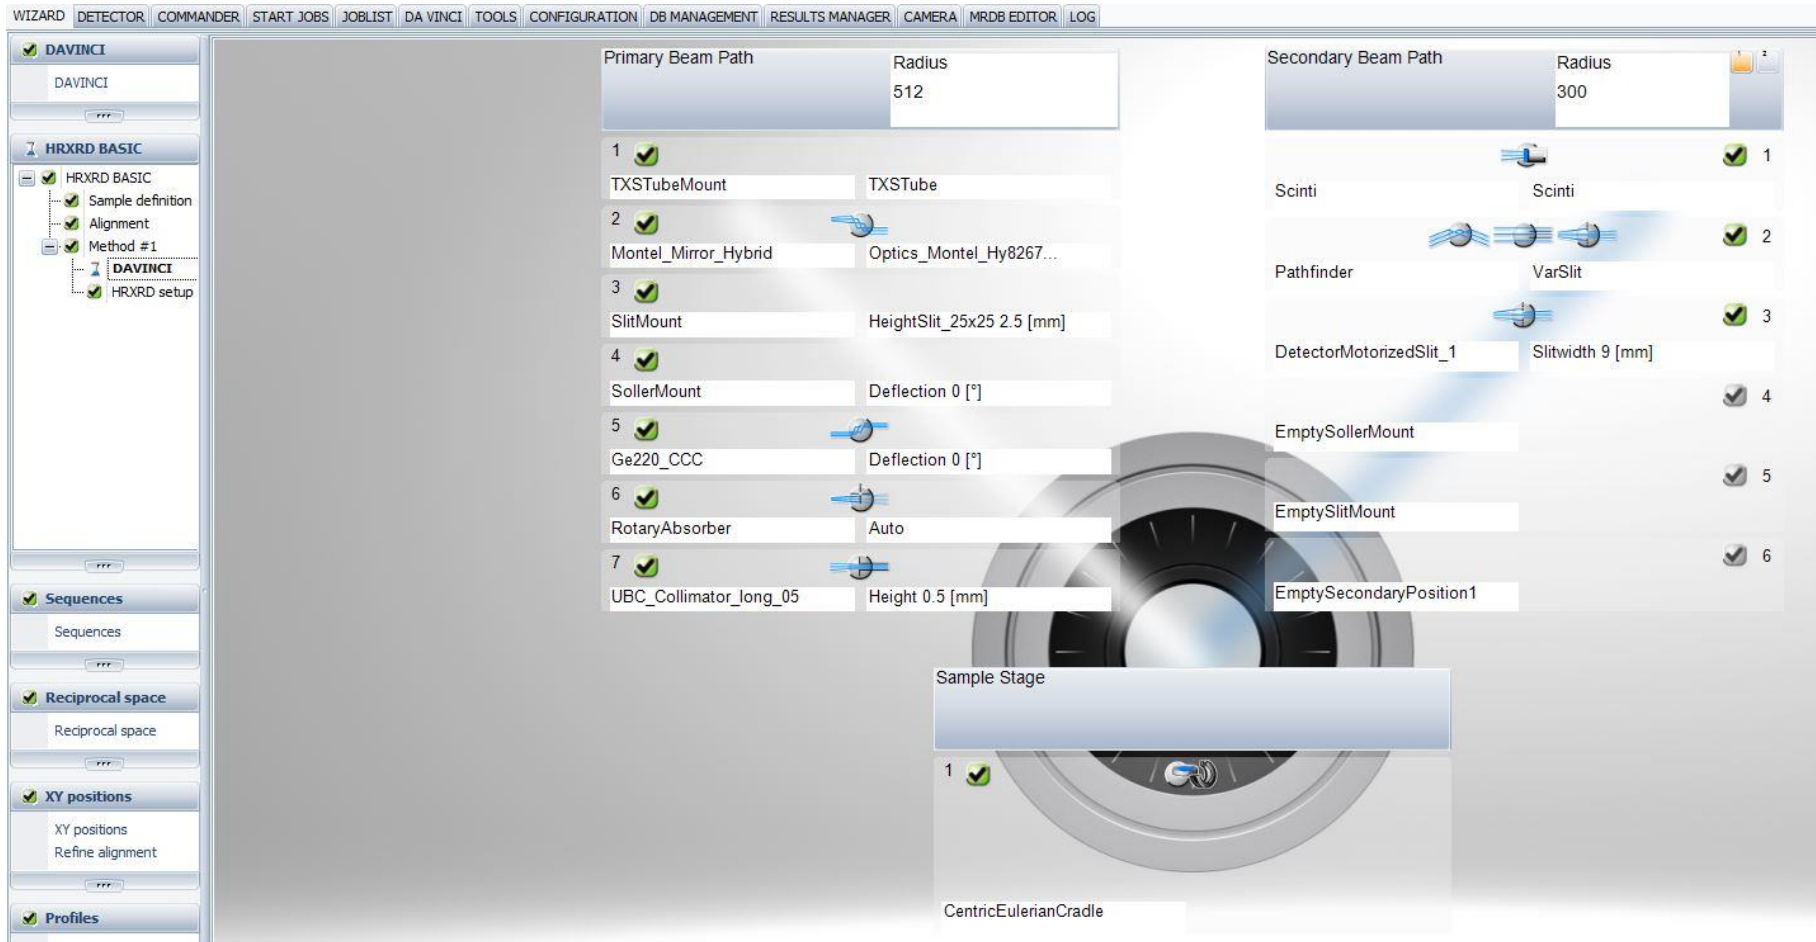 WIZARD DETECTOR COMMANDER START JOBS JOBLIST DA VINCI TOOLS CONFIGURATION DB MANAGEMENT RESULTS MANAGER CAMERA MRDB EDITOR LOG
DAVINCI
DAVINCI
HRXRD BASIC
HRXRD BASIC
Sample definition
Alignment
Method #1
DAVINCI
HRXRD setup
Sequences
Sequences
Reciprocal space
Reciprocal space
XY positions
XY positions
Refine alignment
Profiles
Primary Beam Path
Radius
512
1
TXSTubeMount TXSTube
2
Montel_Mirror_Hybrid Optics_Montel_Hy8267...
3
SlitMount HeightSlit_25x25 2.5 [mm]
4
SollerMount Deflection 0 [°]
5
Ge220_CCC Deflection 0 [°]
6
RotaryAbsorber Auto
7
UBC_Collimator_long_05 Height 0.5 [mm]
Secondary Beam Path
Radius
300
1 2
1
Scinti Scinti
2
Pathfinder VarSlit
3
DetectorMotorizedSlit_1 Slitwidth 9 [mm]
4
EmptySollerMount
5
EmptySlitMount
6
EmptySecondaryPosition1
Sample Stage
1
CentricEulerianCradle